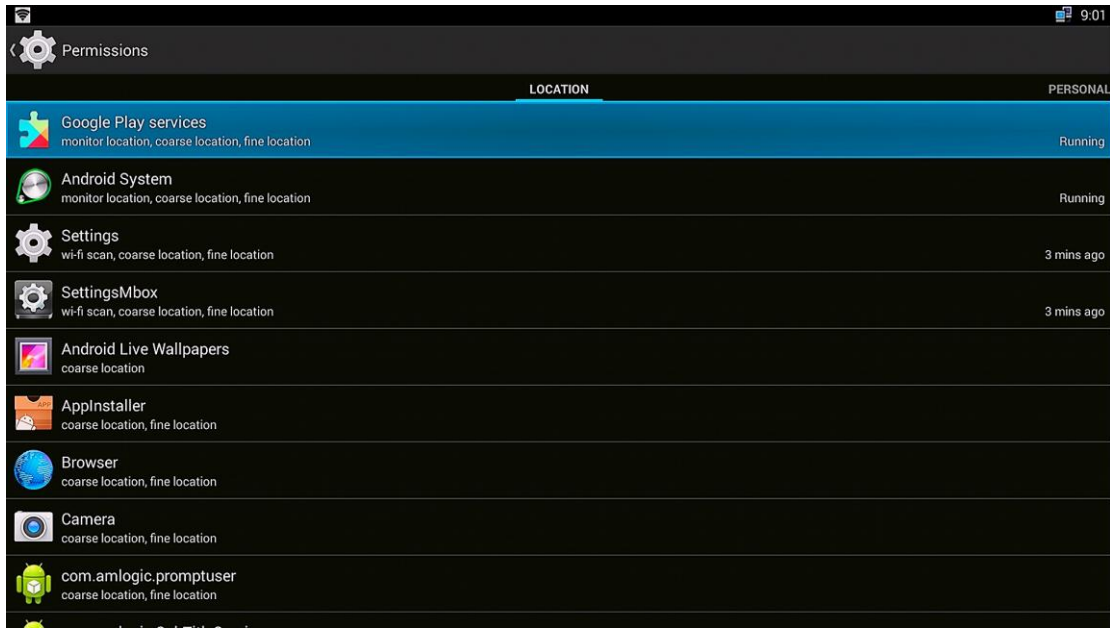 9:01
Permissions
LOCATION
PERSONAL
Google Play services
monitor location, coarse location, fine location
Running
Android System
monitor location, coarse location, fine location
Running
Settings
wi-fi scan, coarse location, fine location
3 mins ago
SettingsMbox
wi-fi scan, coarse location, fine location
3 mins ago
Android Live Wallpapers
coarse location
APP
AppInstaller
coarse location, fine location
Browser
coarse location, fine location
Camera
coarse location, fine location
com.amlogic.promptuser
coarse location, fine location